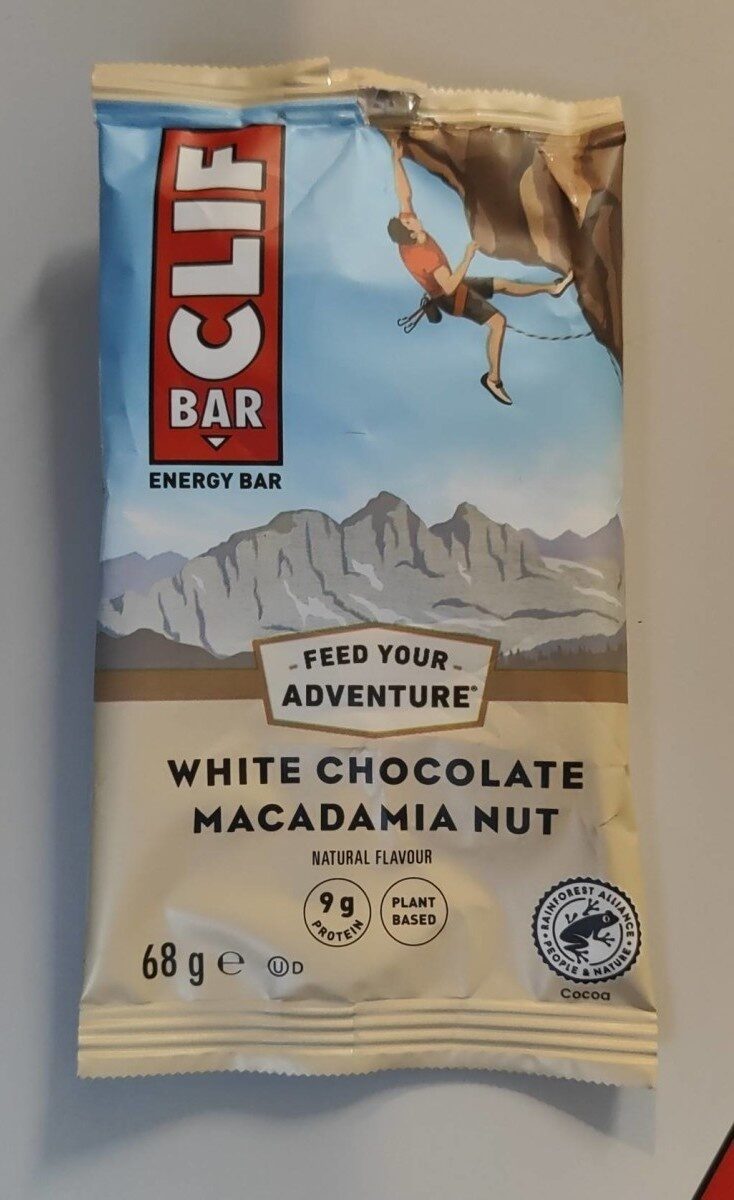 CLIF
BAR
ENERGY BAR
- FEED YOUR -
ADVENTURE®
WHITE CHOCOLATE
MACADAMIA NUT
NATURAL FLAVOUR
9 g
PROTEIN
PLANT
BASED
68 g ℮ Ⓤ D
RAINFOREST ALLIANCE
• PEOPLE & NATURE •
Cocoa